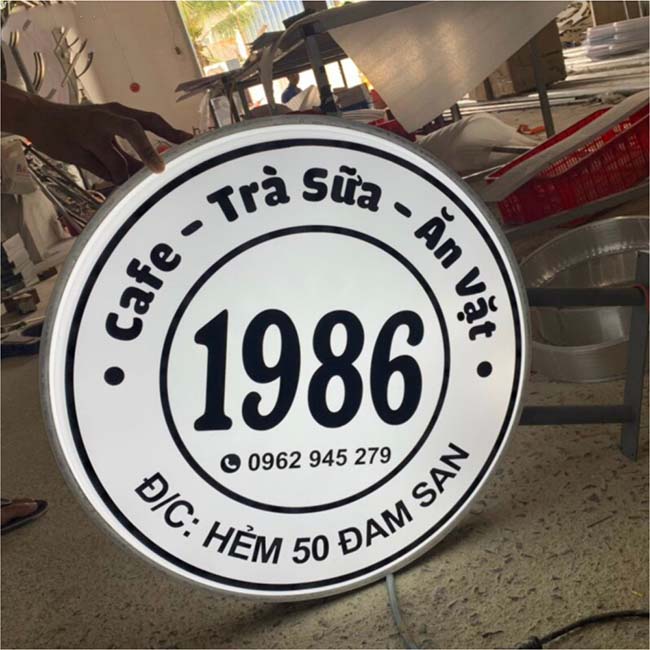 Cafe - Trà Sữa - Ăn Vặt
1986
0962 945 279
Đ/C: HẺM 50 ĐAM SAN